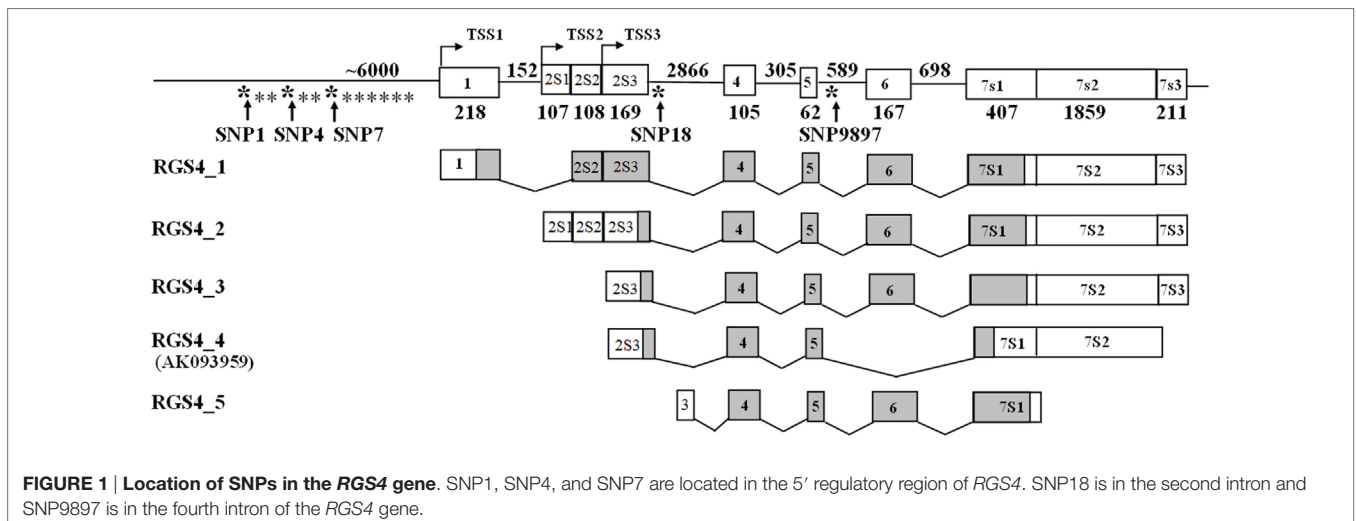 TSS1 TSS2 TSS3
~6000 152 2866 305 589 698
1 2S1 2S2 2S3 4 5 6 7s1 7s2 7s3
*** ** * ** * ****** * *
218 107 108 169 105 62 167 407 1859 211
SNP1 SNP4 SNP7 SNP18 SNP9897
RGS4_1 1 2S2 2S3 4 5 6 7S1 7S2 7S3
RGS4_2 2S1 2S2 2S3 4 5 6 7S1 7S2 7S3
RGS4_3 2S3 4 5 6 7S2 7S3
RGS4_4 2S3 4 5 7S1 7S2
(AK093959)
RGS4_5 3 4 5 6 7S1
FIGURE 1 | Location of SNPs in the RGS4 gene. SNP1, SNP4, and SNP7 are located in the 5′ regulatory region of RGS4. SNP18 is in the second intron and
SNP9897 is in the fourth intron of the RGS4 gene.